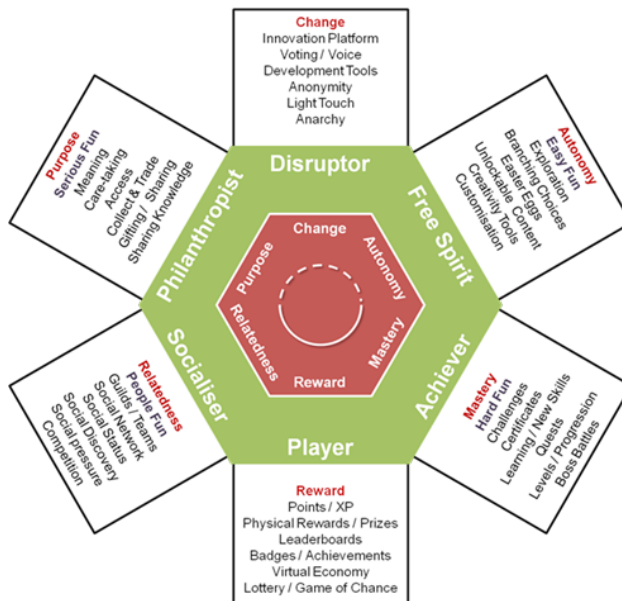 Change
Innovation Platform
Voting / Voice
Development Tools
Anonymity
Light Touch
Anarchy
Purpose
Serious Fun
Meaning
Care-taking
Access
Collect & Trade
Gifting / Sharing
Sharing Knowledge
Autonomy
Easy Fun
Exploration
Branching Choices
Easter Eggs
Unlockable Content
Creativity Tools
Customisation
Disruptor
Philanthropist
Free Spirit
Change
Purpose
Autonomy
Relatedness
Mastery
Reward
Socialiser
Achiever
Player
Relatedness
People Fun
Guilds / Teams
Social Network
Social Status
Social Discovery
Social pressure
Competition
Mastery
Hard Fun
Challenges
Certificates
Learning / New Skills
Quests
Levels / Progression
Boss Battles
Reward
Points / XP
Physical Rewards / Prizes
Leaderboards
Badges / Achievements
Virtual Economy
Lottery / Game of Chance